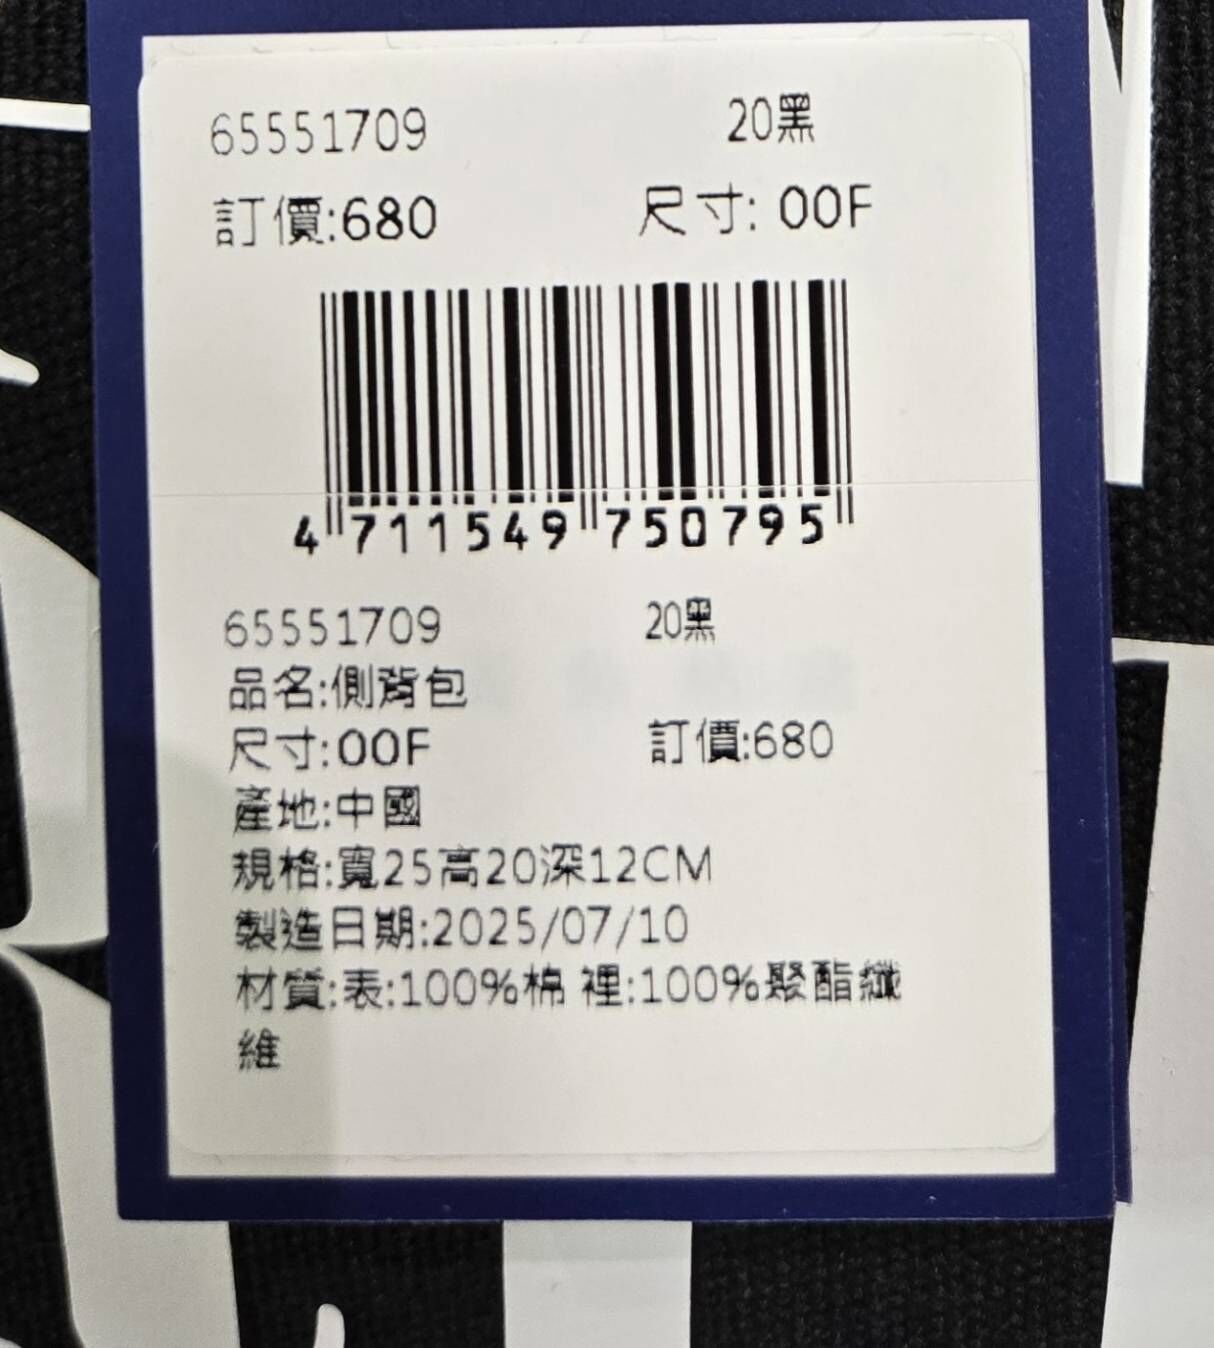 65551709 20黑
訂價:680 尺寸: 00F
4 711549 750795
65551709 20黑
品名:側背包
尺寸:00F 訂價:680
產地:中國
規格:寬25高20深12CM
製造日期:2025/07/10
材質:表:100%棉 裡:100%聚酯纖
維